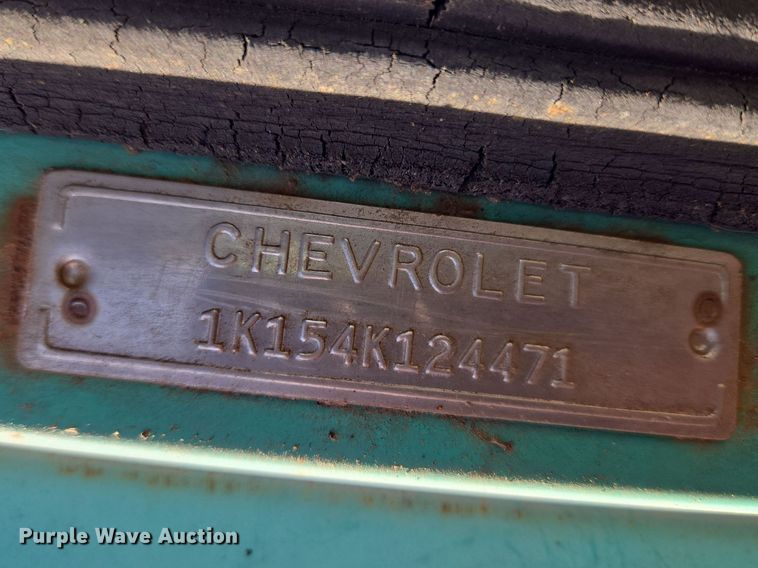 CHEVROLET
1K154K124471
Purple Wave Auction